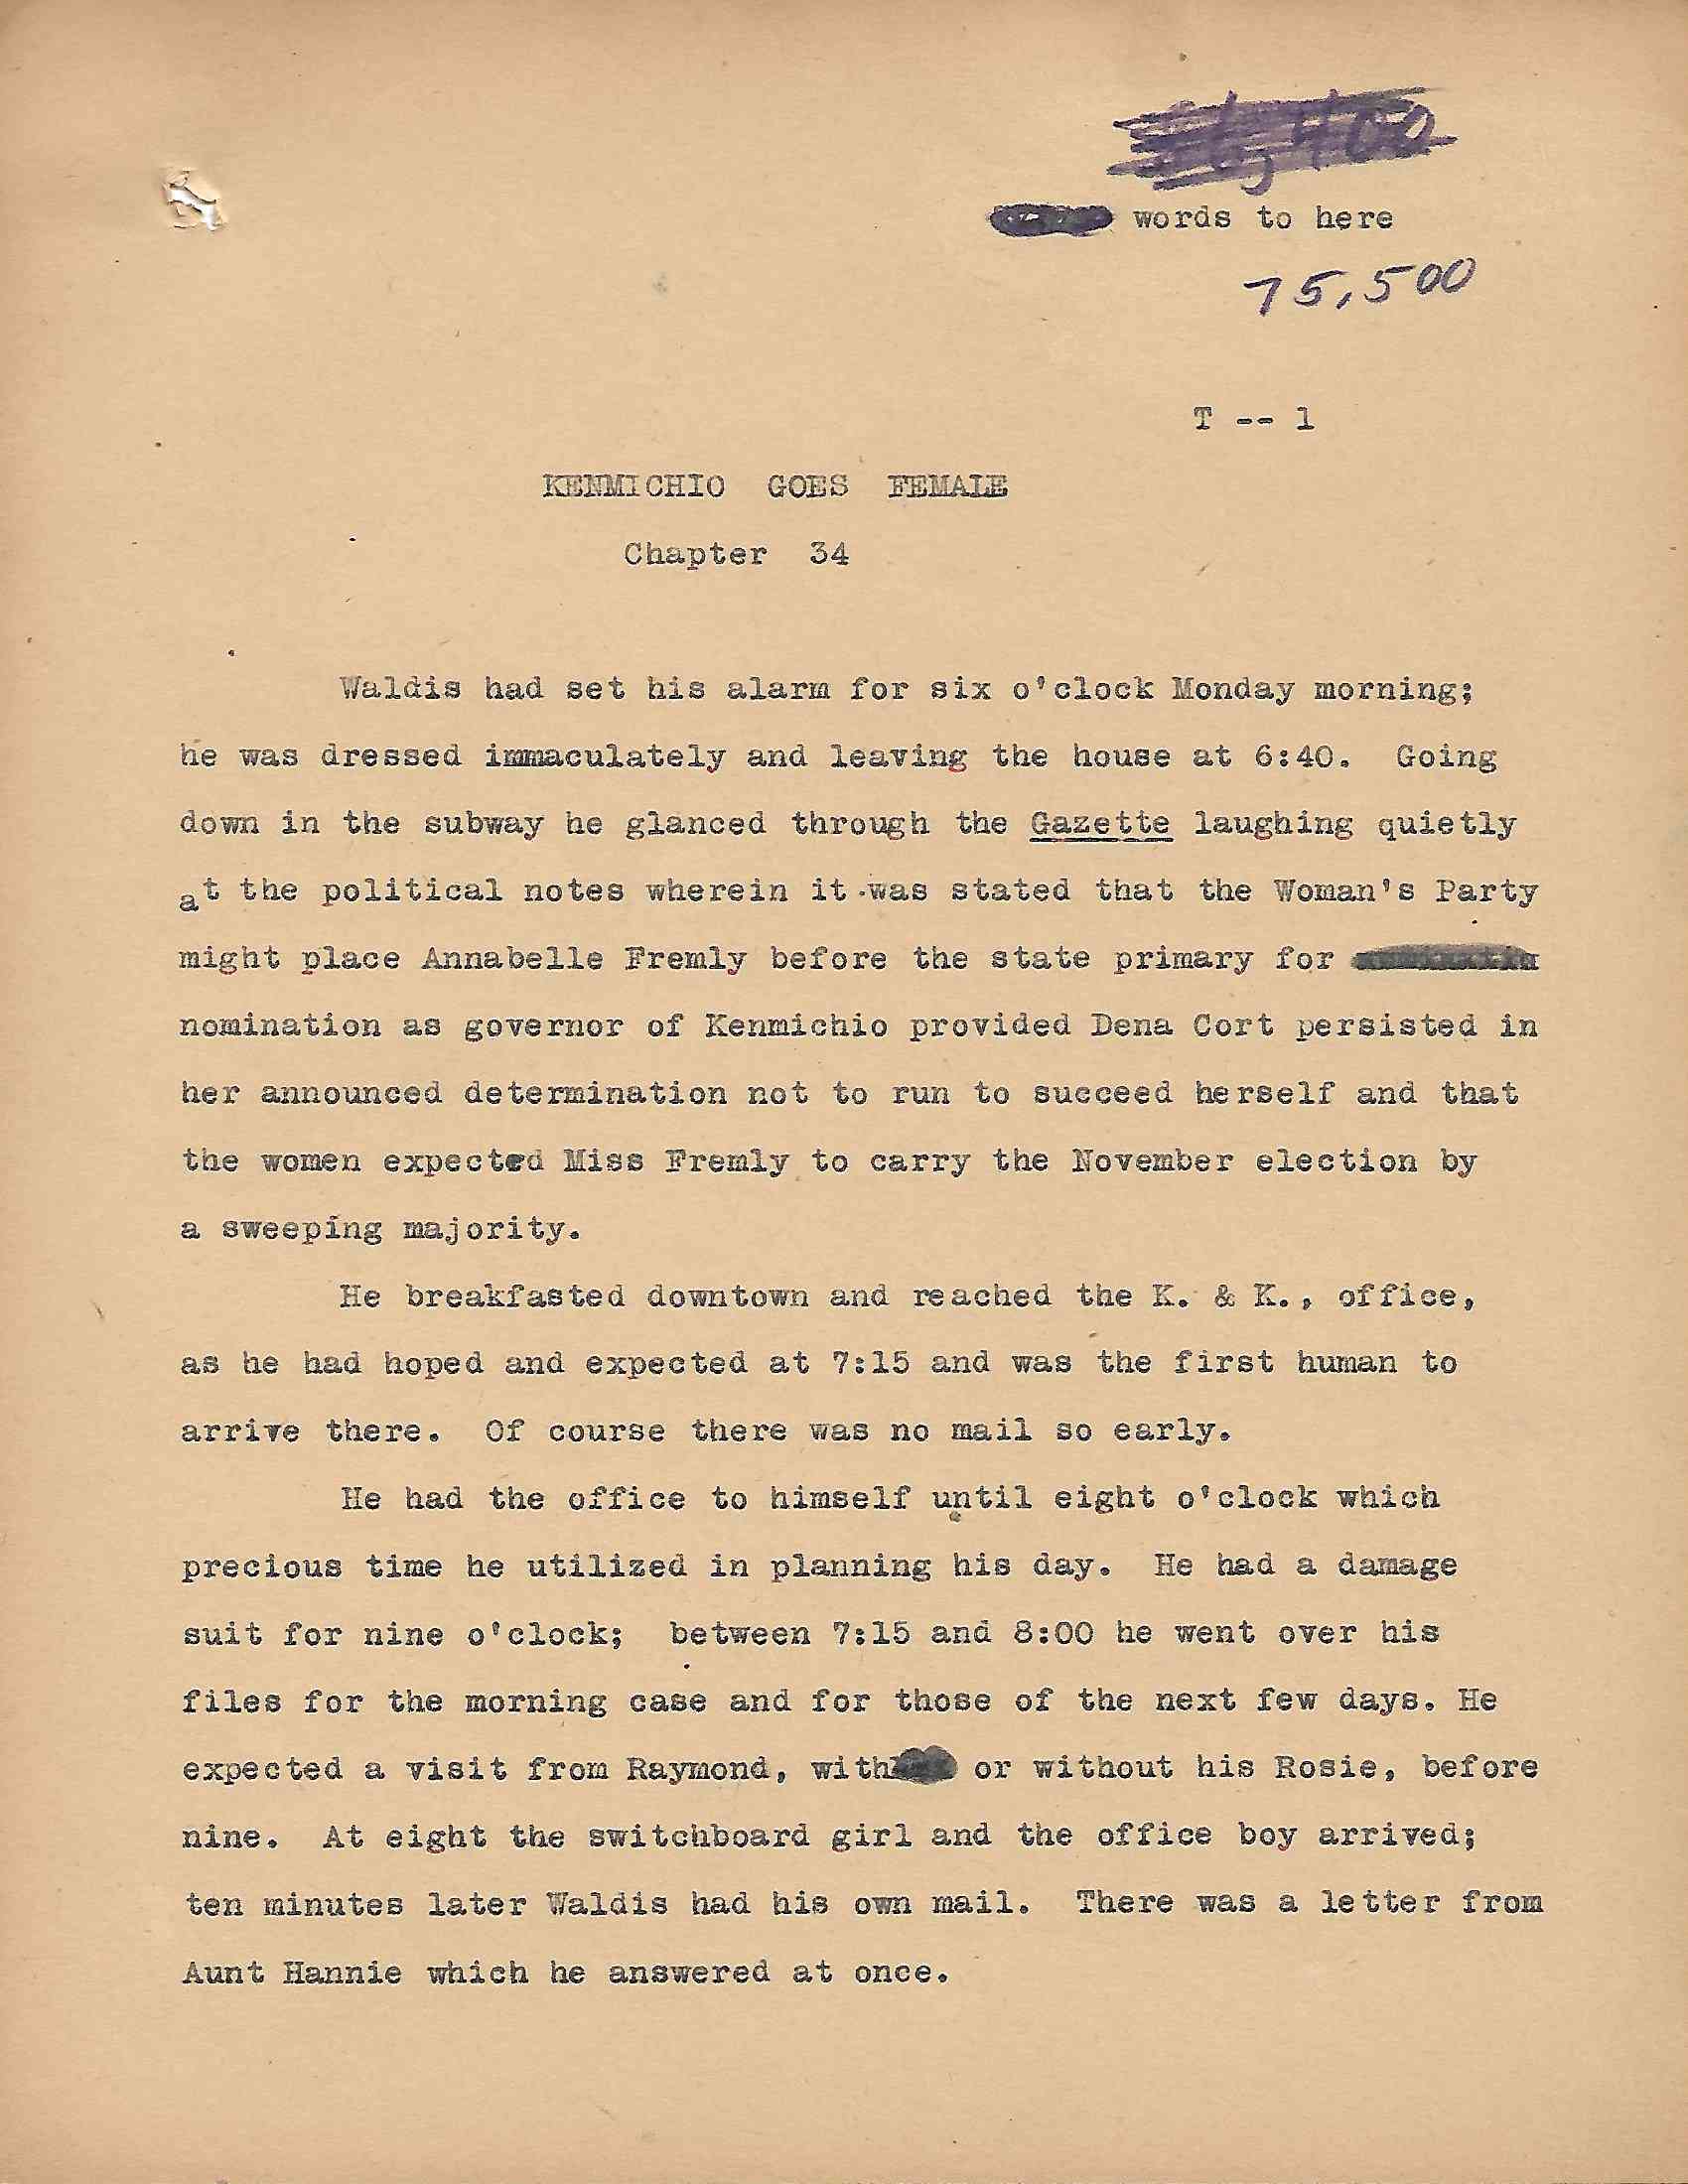 words to here
75,500
T -- 1
KENMICHIO GOES FEMALE
Chapter 34
Waldis had set his alarm for six o'clock Monday morning;
he was dressed immaculately and leaving the house at 6:40. Going
down in the subway he glanced through the Gazette laughing quietly
at the political notes wherein it was stated that the Woman's Party
might place Annabelle Fremly before the state primary for
nomination as governor of Kenmichio provided Dena Cort persisted in
her announced determination not to run to succeed herself and that
the women expected Miss Fremly to carry the November election by
a sweeping majority.
He breakfasted downtown and reached the K. & K., office,
as he had hoped and expected at 7:15 and was the first human to
arrive there. Of course there was no mail so early.
He had the office to himself until eight o'clock which
precious time he utilized in planning his day. He had a damage
suit for nine o'clock; between 7:15 and 8:00 he went over his
files for the morning case and for those of the next few days. He
expected a visit from Raymond, with or without his Rosie, before
nine. At eight the switchboard girl and the office boy arrived;
ten minutes later Waldis had his own mail. There was a letter from
Aunt Hannie which he answered at once.